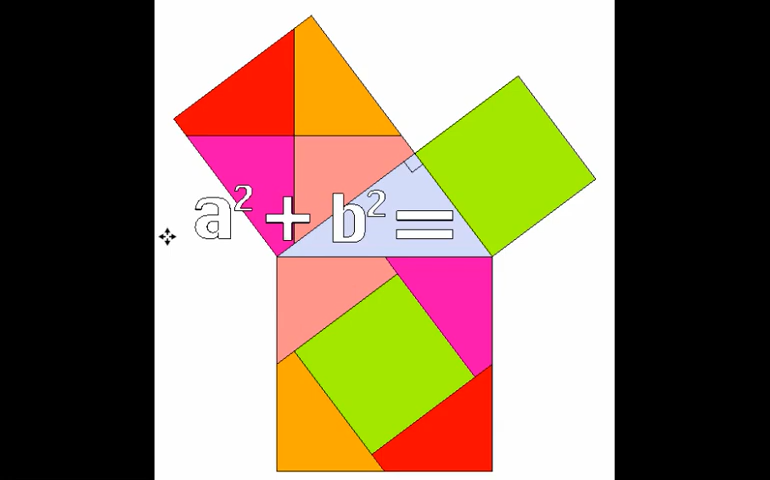 a² + b² =